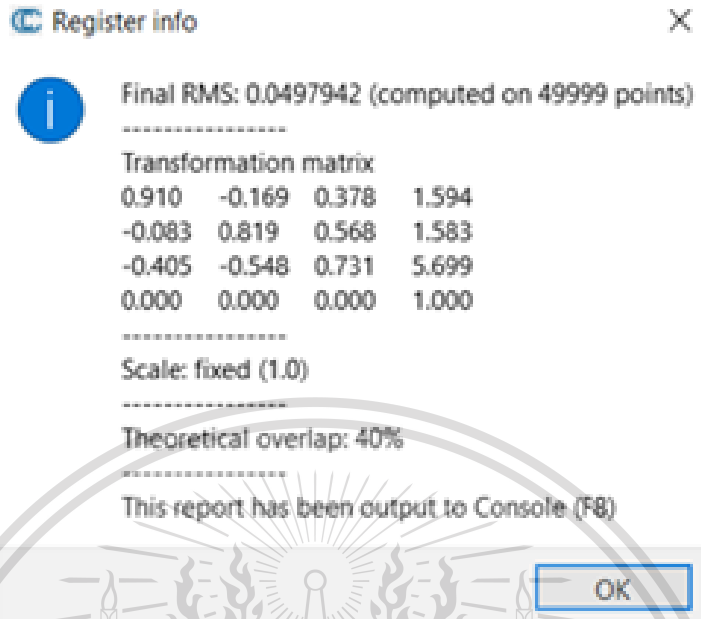 Register info
Final RMS: 0.0497942 (computed on 49999 points)
----------------
Transformation matrix
0.910 -0.169 0.378 1.594
-0.083 0.819 0.568 1.583
-0.405 -0.548 0.731 5.699
0.000 0.000 0.000 1.000
----------------
Scale: fixed (1.0)
----------------
Theoretical overlap: 40%
----------------
This report has been output to Console (F8)
OK